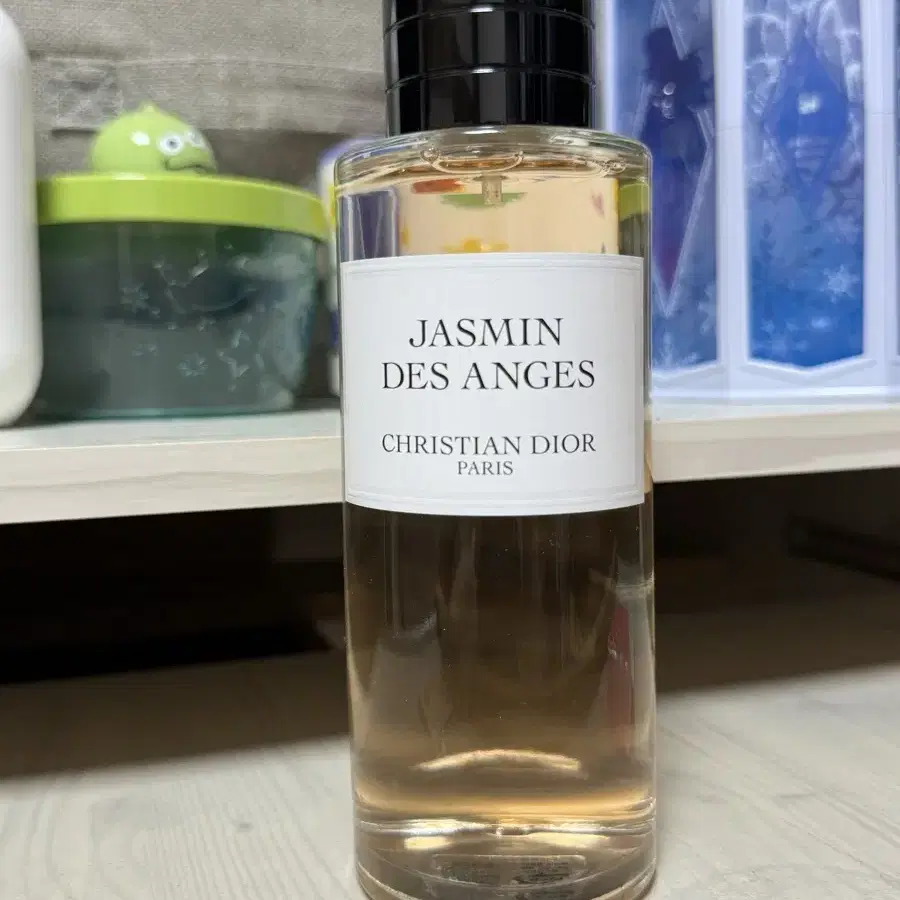 JASMIN
DES ANGES
CHRISTIAN DIOR
PARIS